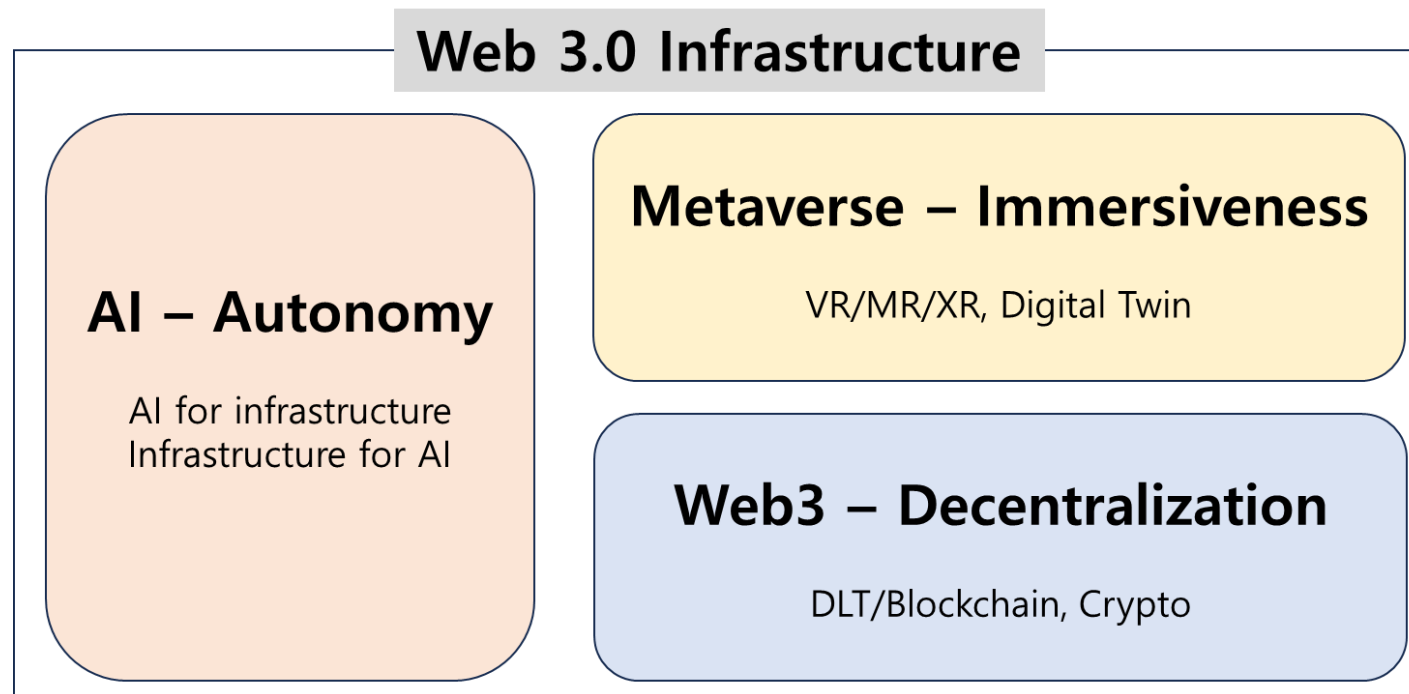 Web 3.0 Infrastructure
AI – Autonomy
AI for infrastructure
Infrastructure for AI
Metaverse – Immersiveness
VR/MR/XR, Digital Twin
Web3 – Decentralization
DLT/Blockchain, Crypto